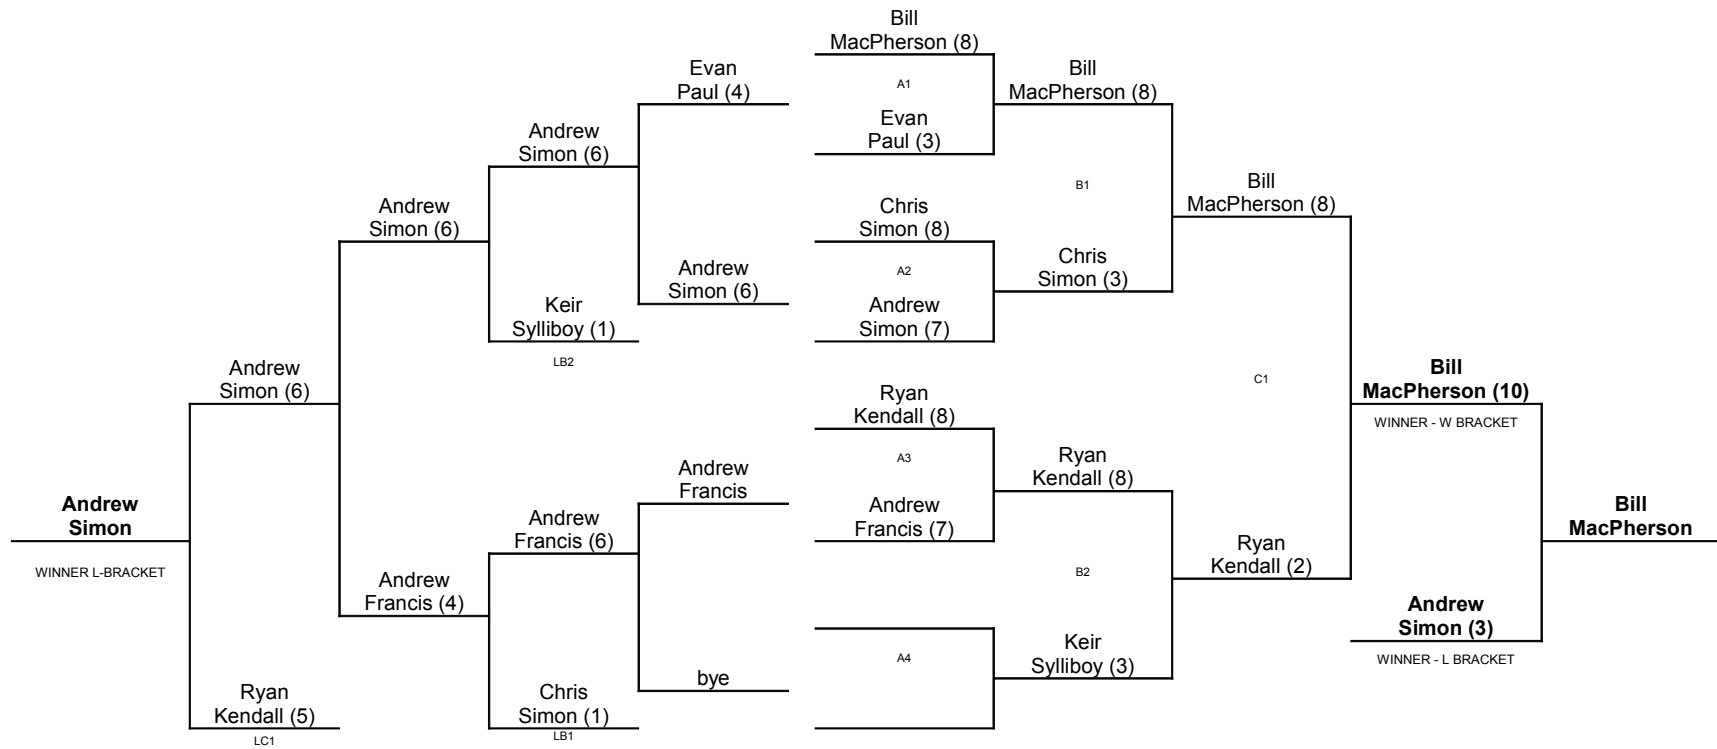 Bill
MacPherson (8)
Evan
Paul (4)
A1
Bill
MacPherson (8)
Evan
Paul (3)
Andrew
Simon (6)
B1
Bill
MacPherson (8)
Andrew
Simon (6)
Chris
Simon (8)
Andrew
Simon (6)
A2
Chris
Simon (3)
Keir
Sylliboy (1)
Andrew
Simon (7)
LB2
Andrew
Simon (6)
C1
Bill
MacPherson (10)
WINNER - W BRACKET
Ryan
Kendall (8)
Andrew
Francis
A3
Ryan
Kendall (8)
Andrew
Simon
Andrew
Francis (6)
Andrew
Francis (7)
Bill
MacPherson
WINNER L-BRACKET
Andrew
Francis (4)
B2
Ryan
Kendall (2)
Andrew
Simon (3)
WINNER - L BRACKET
A4
Keir
Sylliboy (3)
bye
Ryan
Kendall (5)
LC1
Chris
Simon (1)
LB1